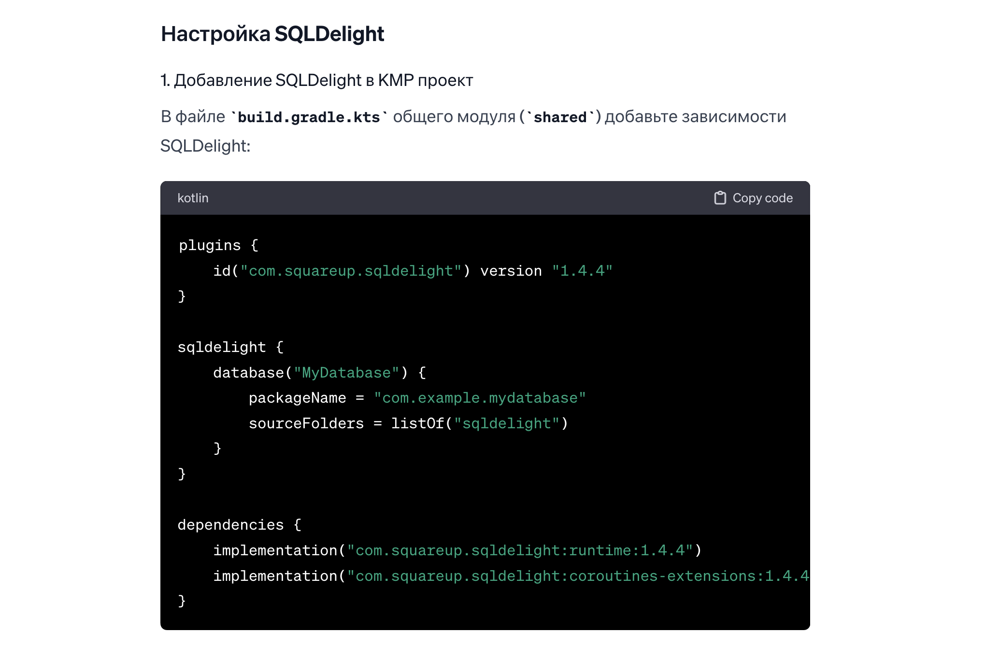 Настройка SQLDelight
1. Добавление SQLDelight в KMP проект
В файле `build.gradle.kts` общего модуля (`shared`) добавьте зависимости
SQLDelight:
kotlin
Copy code
plugins {
    id("com.squareup.sqldelight") version "1.4.4"
}
sqldelight {
    database("MyDatabase") {
        packageName = "com.example.mydatabase"
        sourceFolders = listOf("sqldelight")
    }
}
dependencies {
    implementation("com.squareup.sqldelight:runtime:1.4.4")
    implementation("com.squareup.sqldelight:coroutines-extensions:1.4.4
}